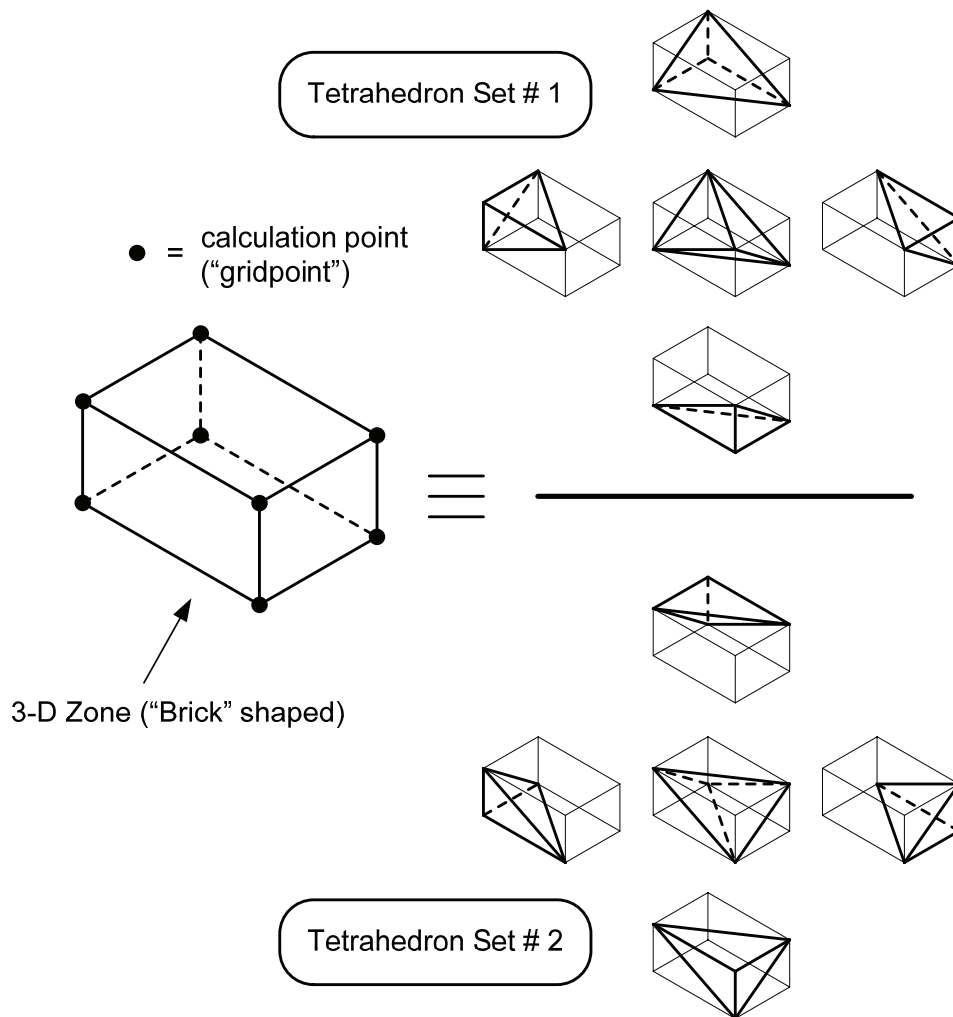 Tetrahedron Set # 1
= calculation point
(“gridpoint”)
3-D Zone (“Brick” shaped)
Tetrahedron Set # 2